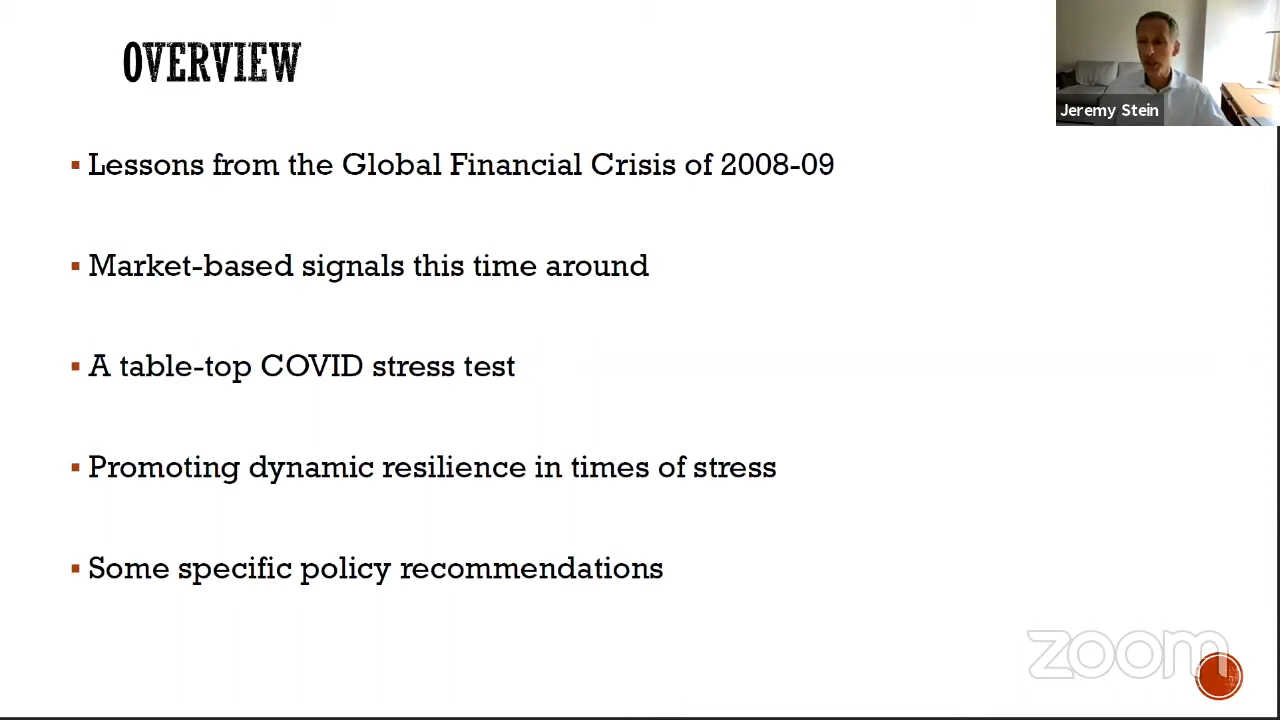 OVERVIEW
Jeremy Stein
▪ Lessons from the Global Financial Crisis of 2008-09
▪ Market-based signals this time around
▪ A table-top COVID stress test
▪ Promoting dynamic resilience in times of stress
▪ Some specific policy recommendations
zoom